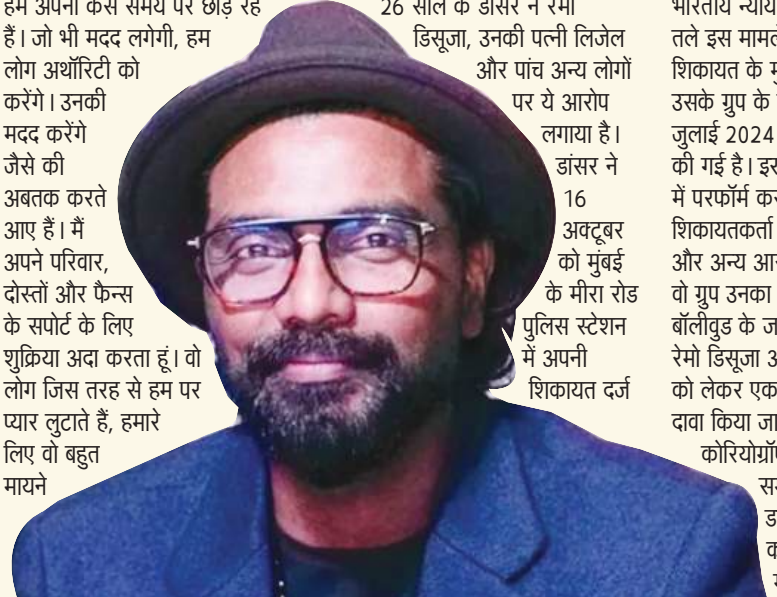 हम अपना केस समय पर छोड़ रहे
हैं। जो भी मदद लगेगी, हम
लोग अथॉरिटी को
करेंगे। उनकी
मदद करेंगे
जैसे की
अबतक करते
आए हैं। मैं
अपने परिवार,
दोस्तों और फैन्स
के सपोर्ट के लिए
शुक्रिया अदा करता हूं। वो
लोग जिस तरह से हम पर
प्यार लुटाते हैं, हमारे
लिए वो बहुत
मायने
26 साल के डांसर ने रेमो
डिसूजा, उनकी पत्नी लिजेल
और पांच अन्य लोगों
पर ये आरोप
लगाया है।
डांसर ने
16
अक्टूबर
को मुंबई
के मीरा रोड
पुलिस स्टेशन
में अपनी
शिकायत दर्ज
भारतीय
तले इस
शिकायत के
उसके ग्रुप के
जुलाई 2024
की गई है।
में परफॉर्म
शिकायतकर्ता
और अन्य
वो ग्रुप उनका
बॉलीवुड के
रेमो डिसूजा
को लेकर एक
दावा किया